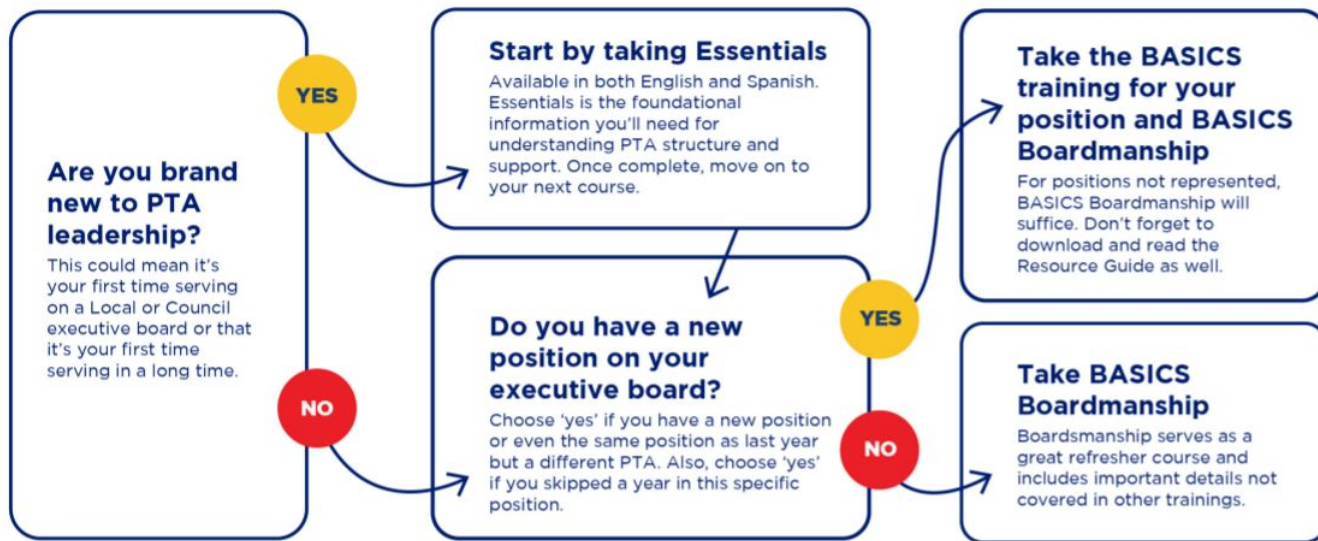 Are you brand
new to PTA
leadership?
This could mean it's
your first time serving
on a Local or Council
executive board or that
it's your first time
serving in a long time.
YES
NO
Start by taking Essentials
Available in both English and Spanish.
Essentials is the foundational
information you'll need for
understanding PTA structure and
support. Once complete, move on to
your next course.
Do you have a new
position on your
executive board?
Choose 'yes' if you have a new position
or even the same position as last year
but a different PTA. Also, choose 'yes'
if you skipped a year in this specific
position.
YES
NO
Take the BASICS
training for your
position and BASICS
Boardmanship
For positions not represented,
BASICS Boardmanship will
suffice. Don't forget to
download and read the
Resource Guide as well.
Take BASICS
Boardmanship
Boardsmanship serves as a
great refresher course and
includes important details not
covered in other trainings.